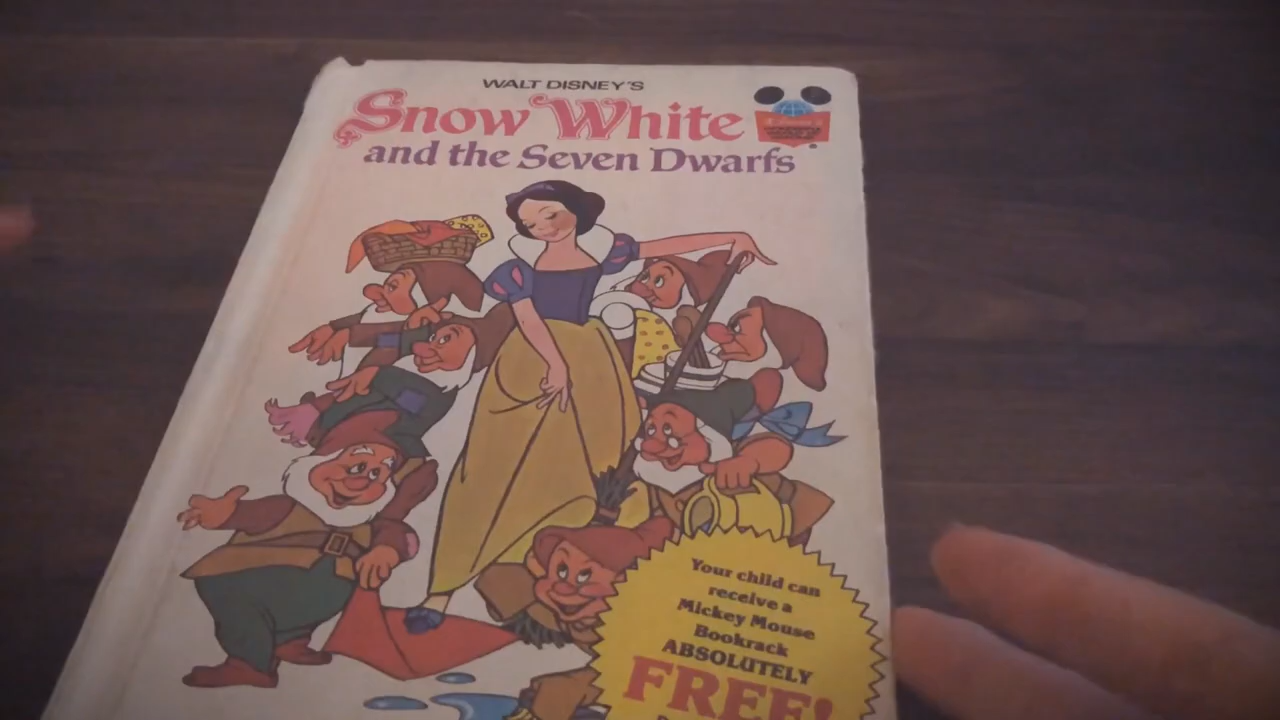 WALT DISNEY'S
Snow White
and the Seven Dwarfs
Your child can
receive a
Mickey Mouse
Bookrack
ABSOLUTELY
FREE!